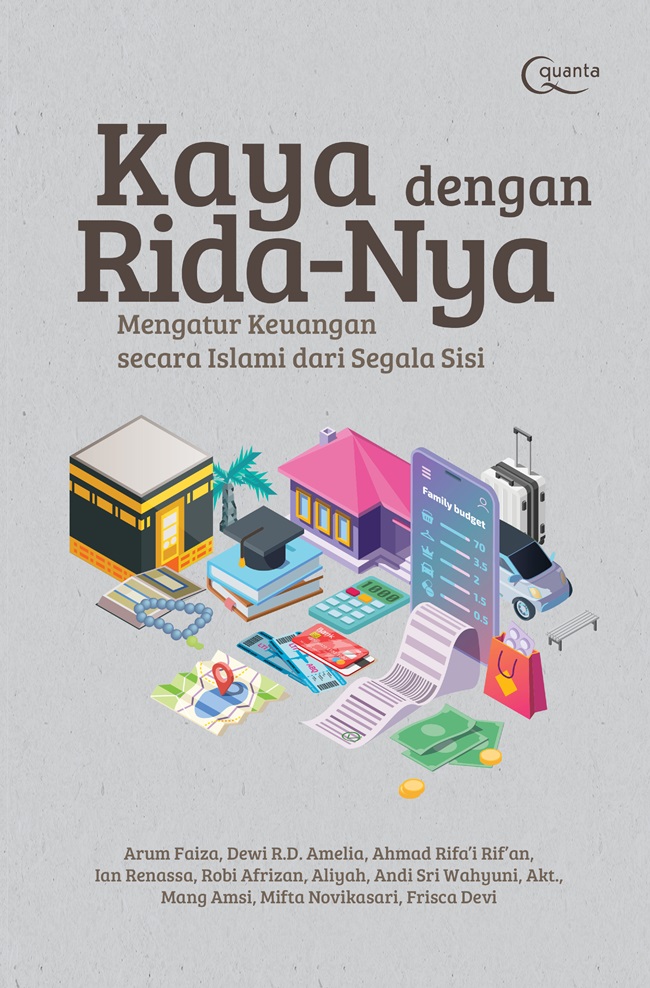 quanta
Kaya dengan
Rida-Nya
Mengatur Keuangan
secara Islami dari Segala Sisi
Family budget
70
3.5
2
1.5
0.5
Arum Faiza, Dewi R.D. Amelia, Ahmad Rifa'i Rif'an,
Ian Renassa, Robi Afrizan, Aliyah, Andi Sri Wahyuni, Akt.,
Mang Amsi, Mifta Novikasari, Frisca Devi